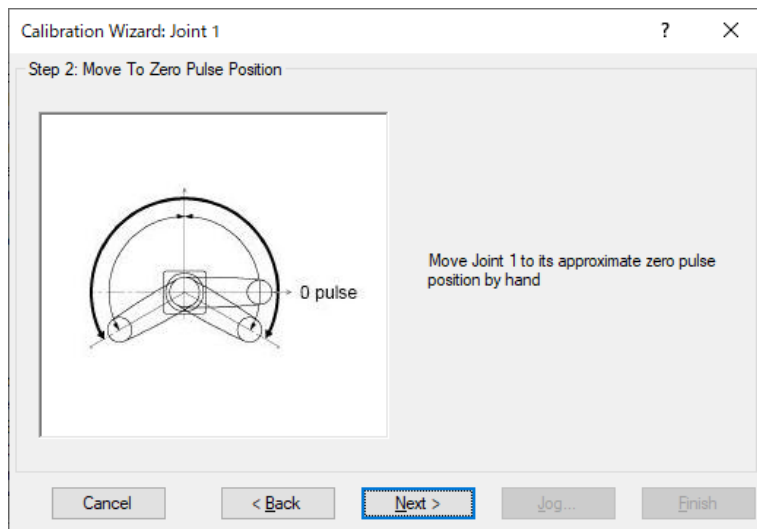 Calibration Wizard: Joint 1
?
Step 2: Move To Zero Pulse Position
0 pulse
Move Joint 1 to its approximate zero pulse
position by hand
Cancel
< Back
Next >
Jog...
Finish